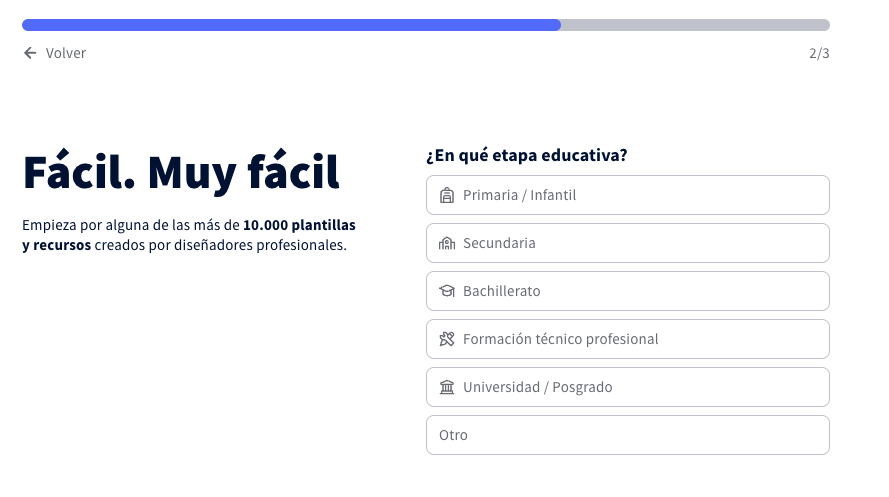 Volver
2/3
Fácil. Muy fácil
Empieza por alguna de las más de 10.000 plantillas
y recursos creados por diseñadores profesionales.
¿En qué etapa educativa?
Primaria / Infantil
Secundaria
Bachillerato
Formación técnico profesional
Universidad / Posgrado
Otro